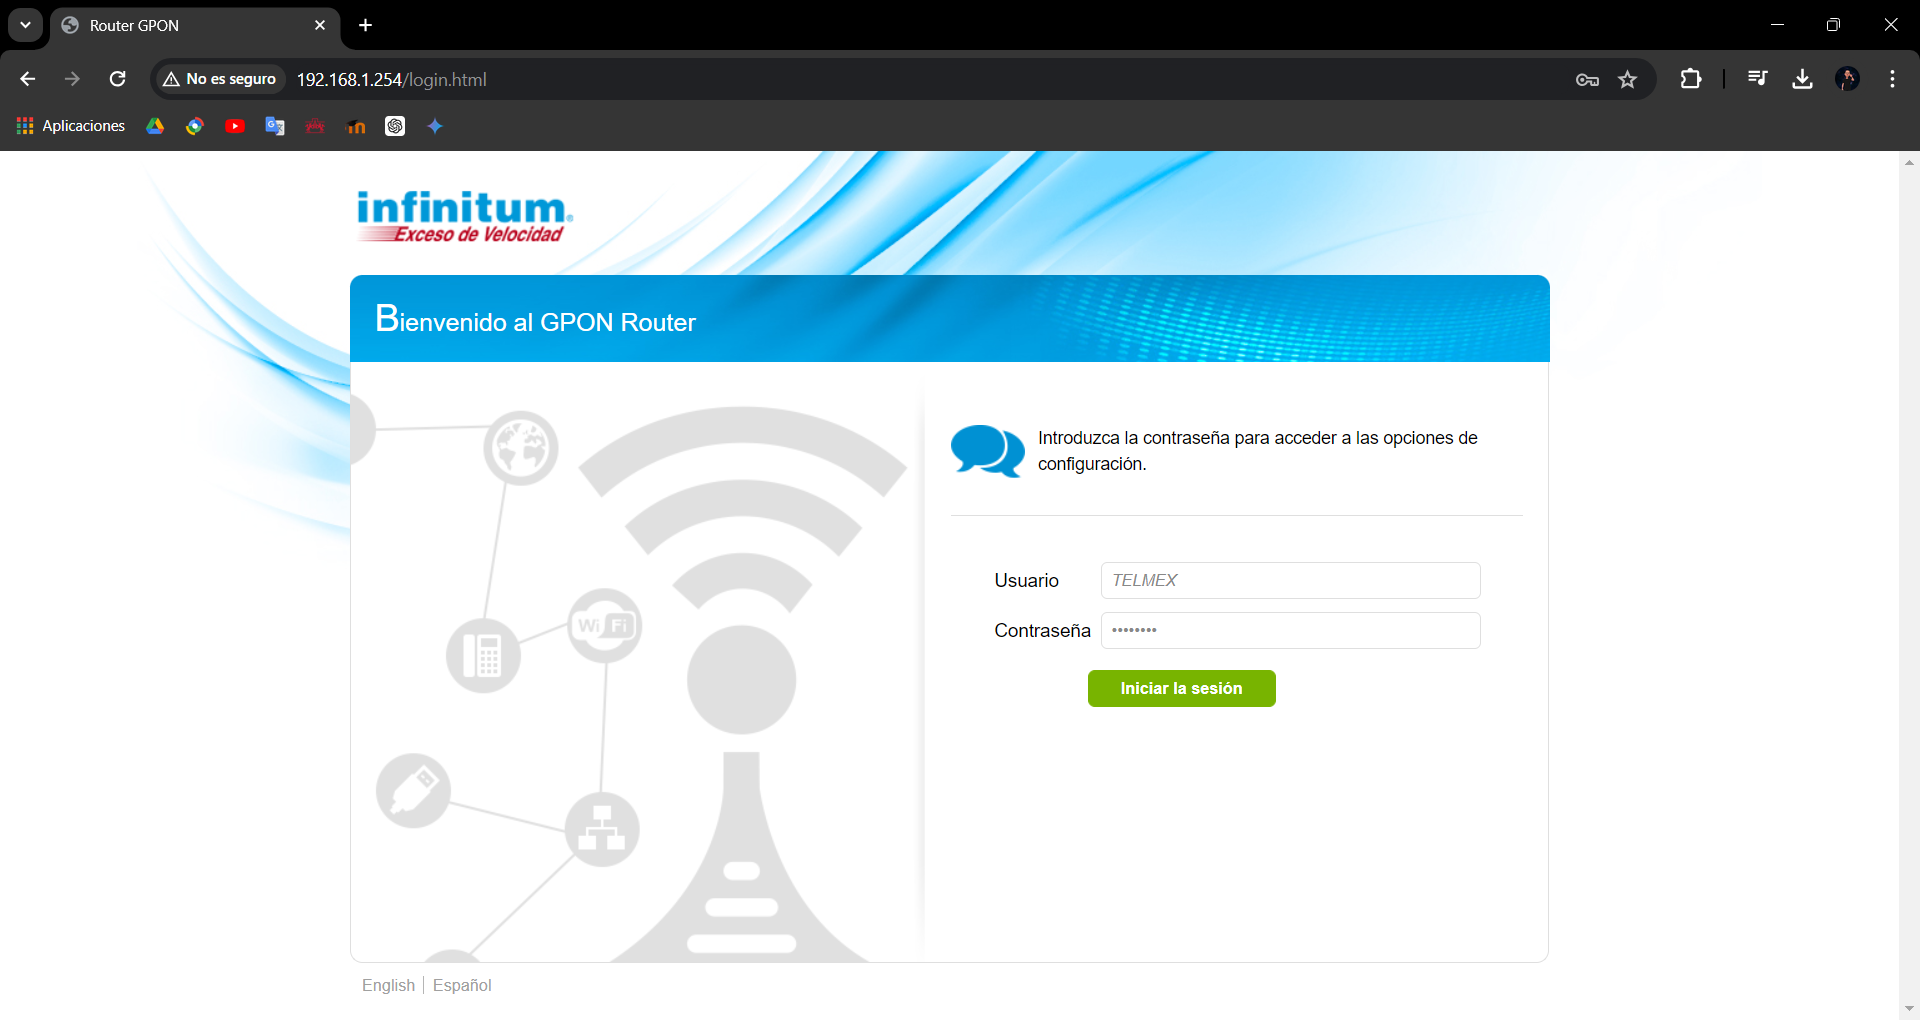 Router GPON
No es seguro
192.168.1.254/login.html
Aplicaciones
infinitum
Exceso de Velocidad
Bienvenido al GPON Router
Introduzca la contraseña para acceder a las opciones de
configuración.
Wi Fi
Usuario
TELMEX
Contraseña
••••••••
Iniciar la sesión
English
Español